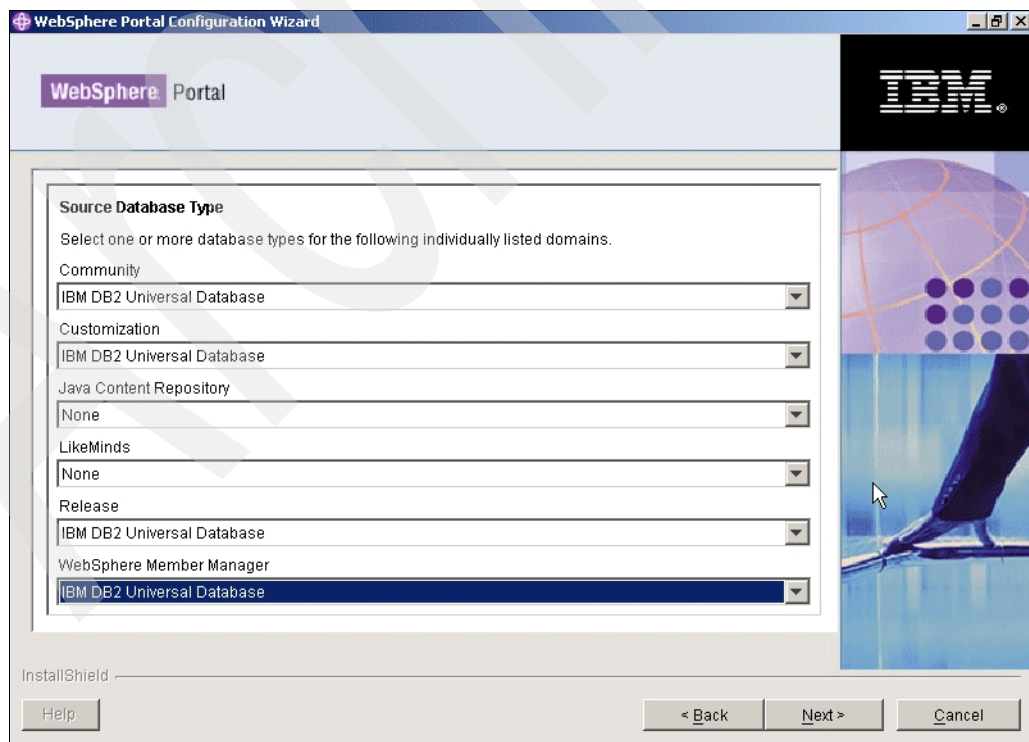 WebSphere Portal Configuration Wizard
WebSphere. Portal
IBM®
Source Database Type
Select one or more database types for the following individually listed domains.
Community
IBM DB2 Universal Database
Customization
IBM DB2 Universal Database
Java Content Repository
None
LikeMinds
None
Release
IBM DB2 Universal Database
WebSphere Member Manager
IBM DB2 Universal Database
InstallShield
Help
< Back
Next >
Cancel